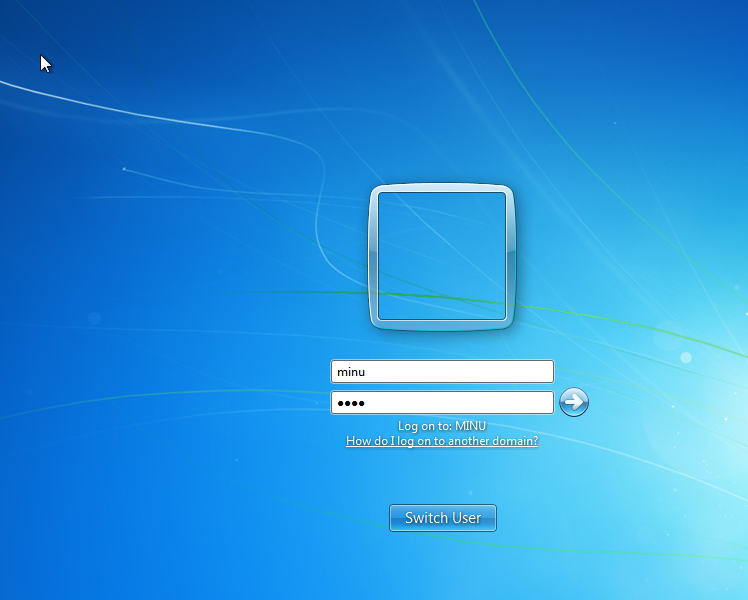 minu
●●●●
Log on to: MINU
How do I log on to another domain?
Switch User